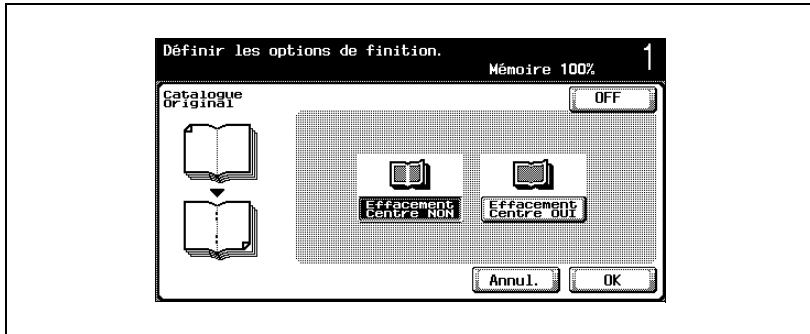 Définir les options de finition.
Mémoire 100%
1
Catalogue
Original
OFF
Effacement
Centre NON
Effacement
Centre OUI
Annul.
OK